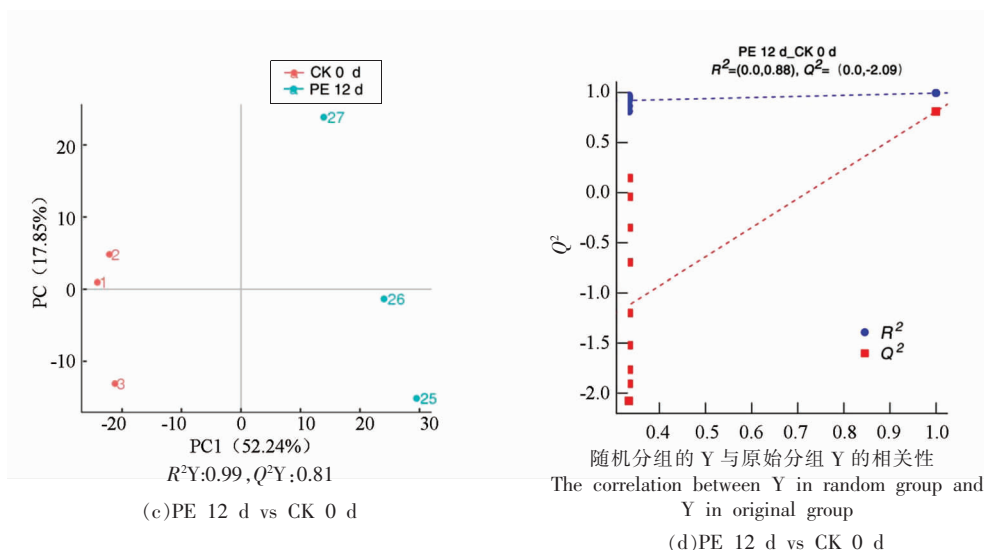 CK 0 d
PE 12 d
PC (17.85%)
20
10
0
-10
27
2
1
26
3
25
-20
-10
0
10
20
30
PC1 (52.24%)
R²Y:0.99,Q²Y:0.81
(c)PE 12 d vs CK 0 d
PE 12 d_CK 0 d
R²=(0.0,0.88), Q²= (0.0,-2.09)
Q²
1.0
0.5
0.0
-0.5
-1.0
-1.5
-2.0
R²
Q²
0.4
0.5
0.6
0.7
0.8
0.9
1.0
随机分组的 Y 与原始分组 Y 的相关性
The correlation between Y in random group and
Y in original group
(d)PE 12 d vs CK 0 d